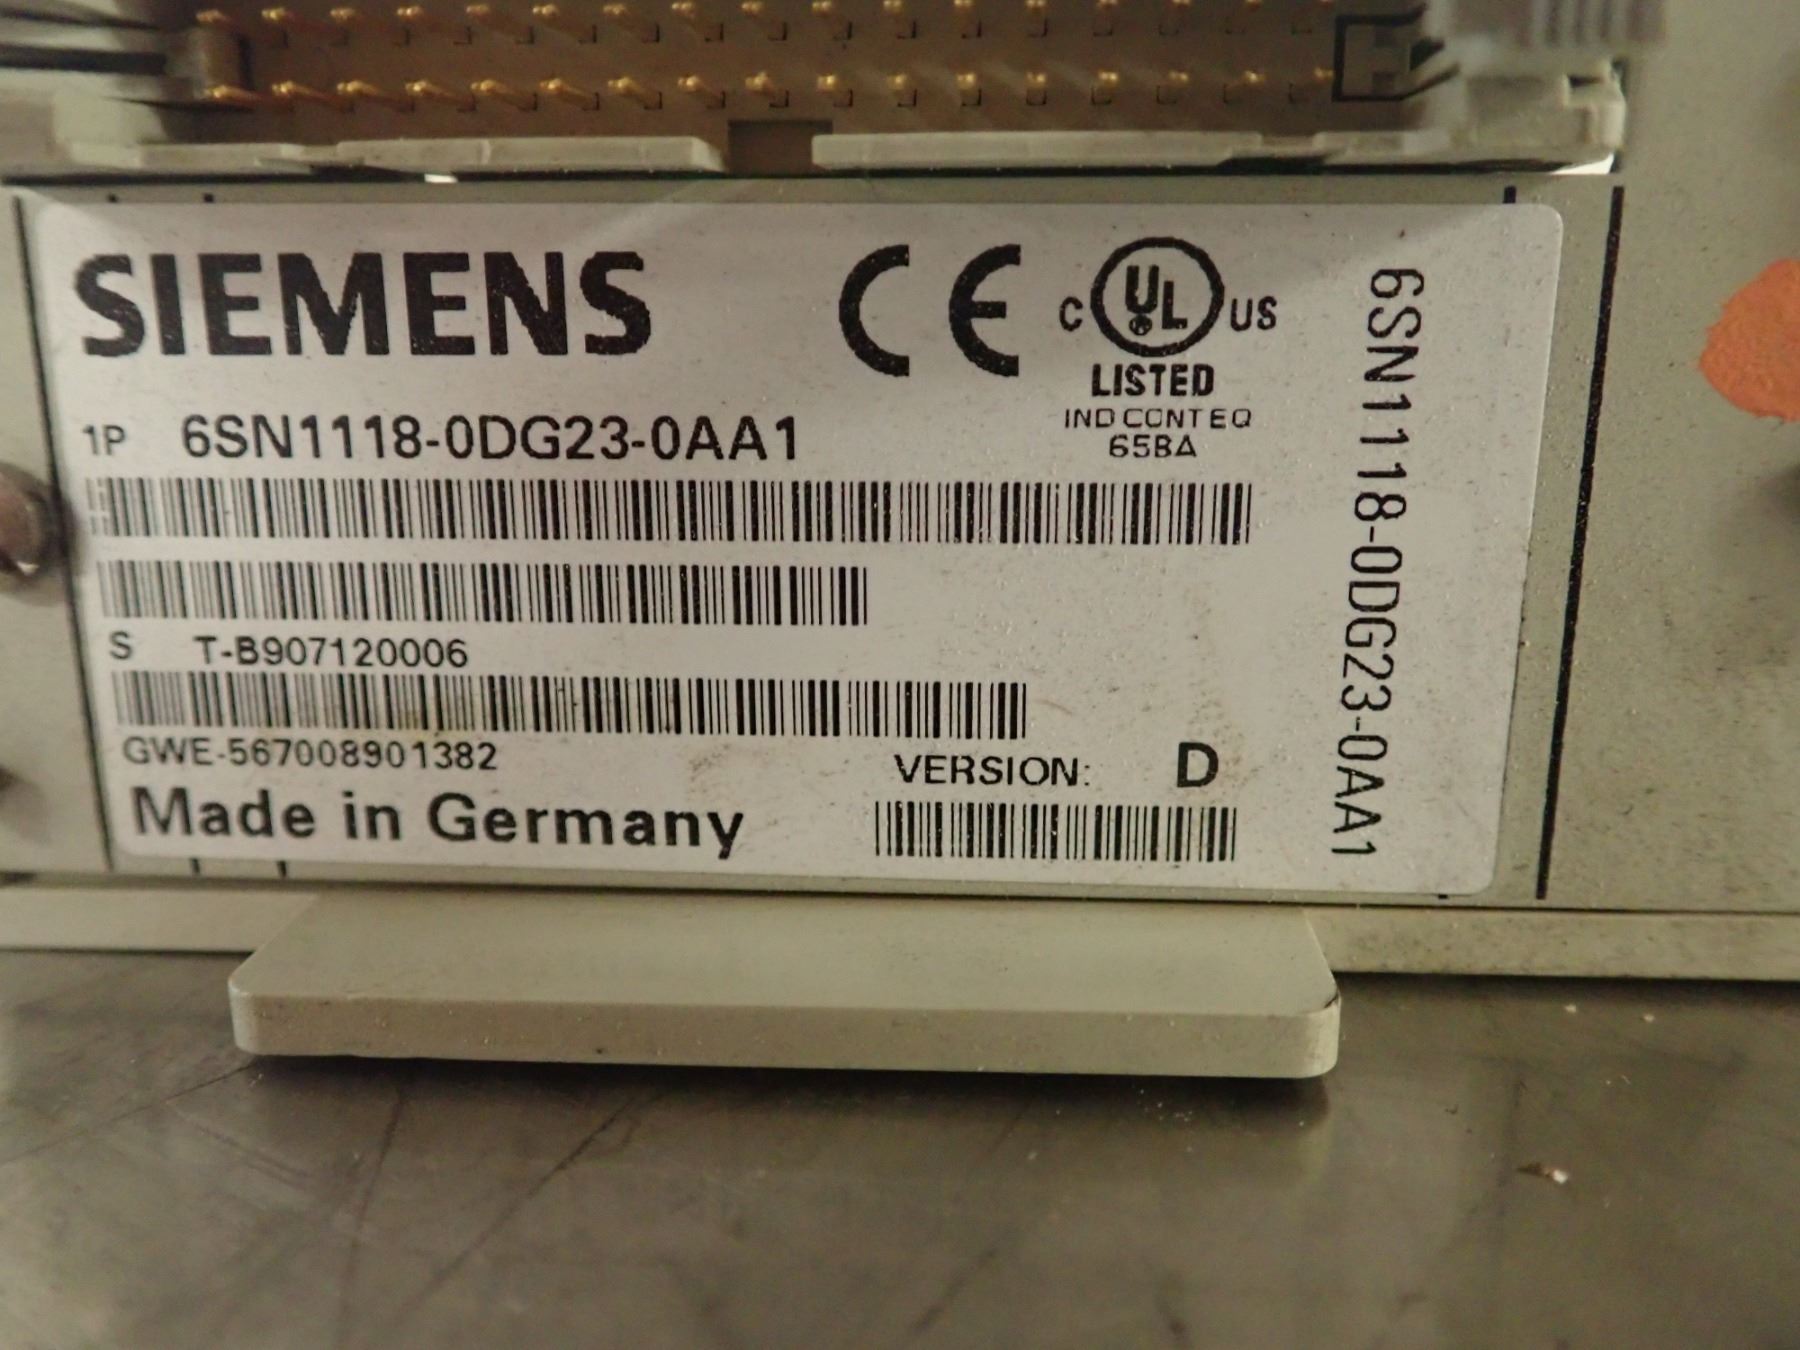 SIEMENS
CE
C UL US
LISTED
IND CONT EQ
65BA
1P 6SN1118-0DG23-0AA1
S T-B907120006
GWE-567008901382
VERSION: D
Made in Germany
6SN1118-0DG23-0AA1